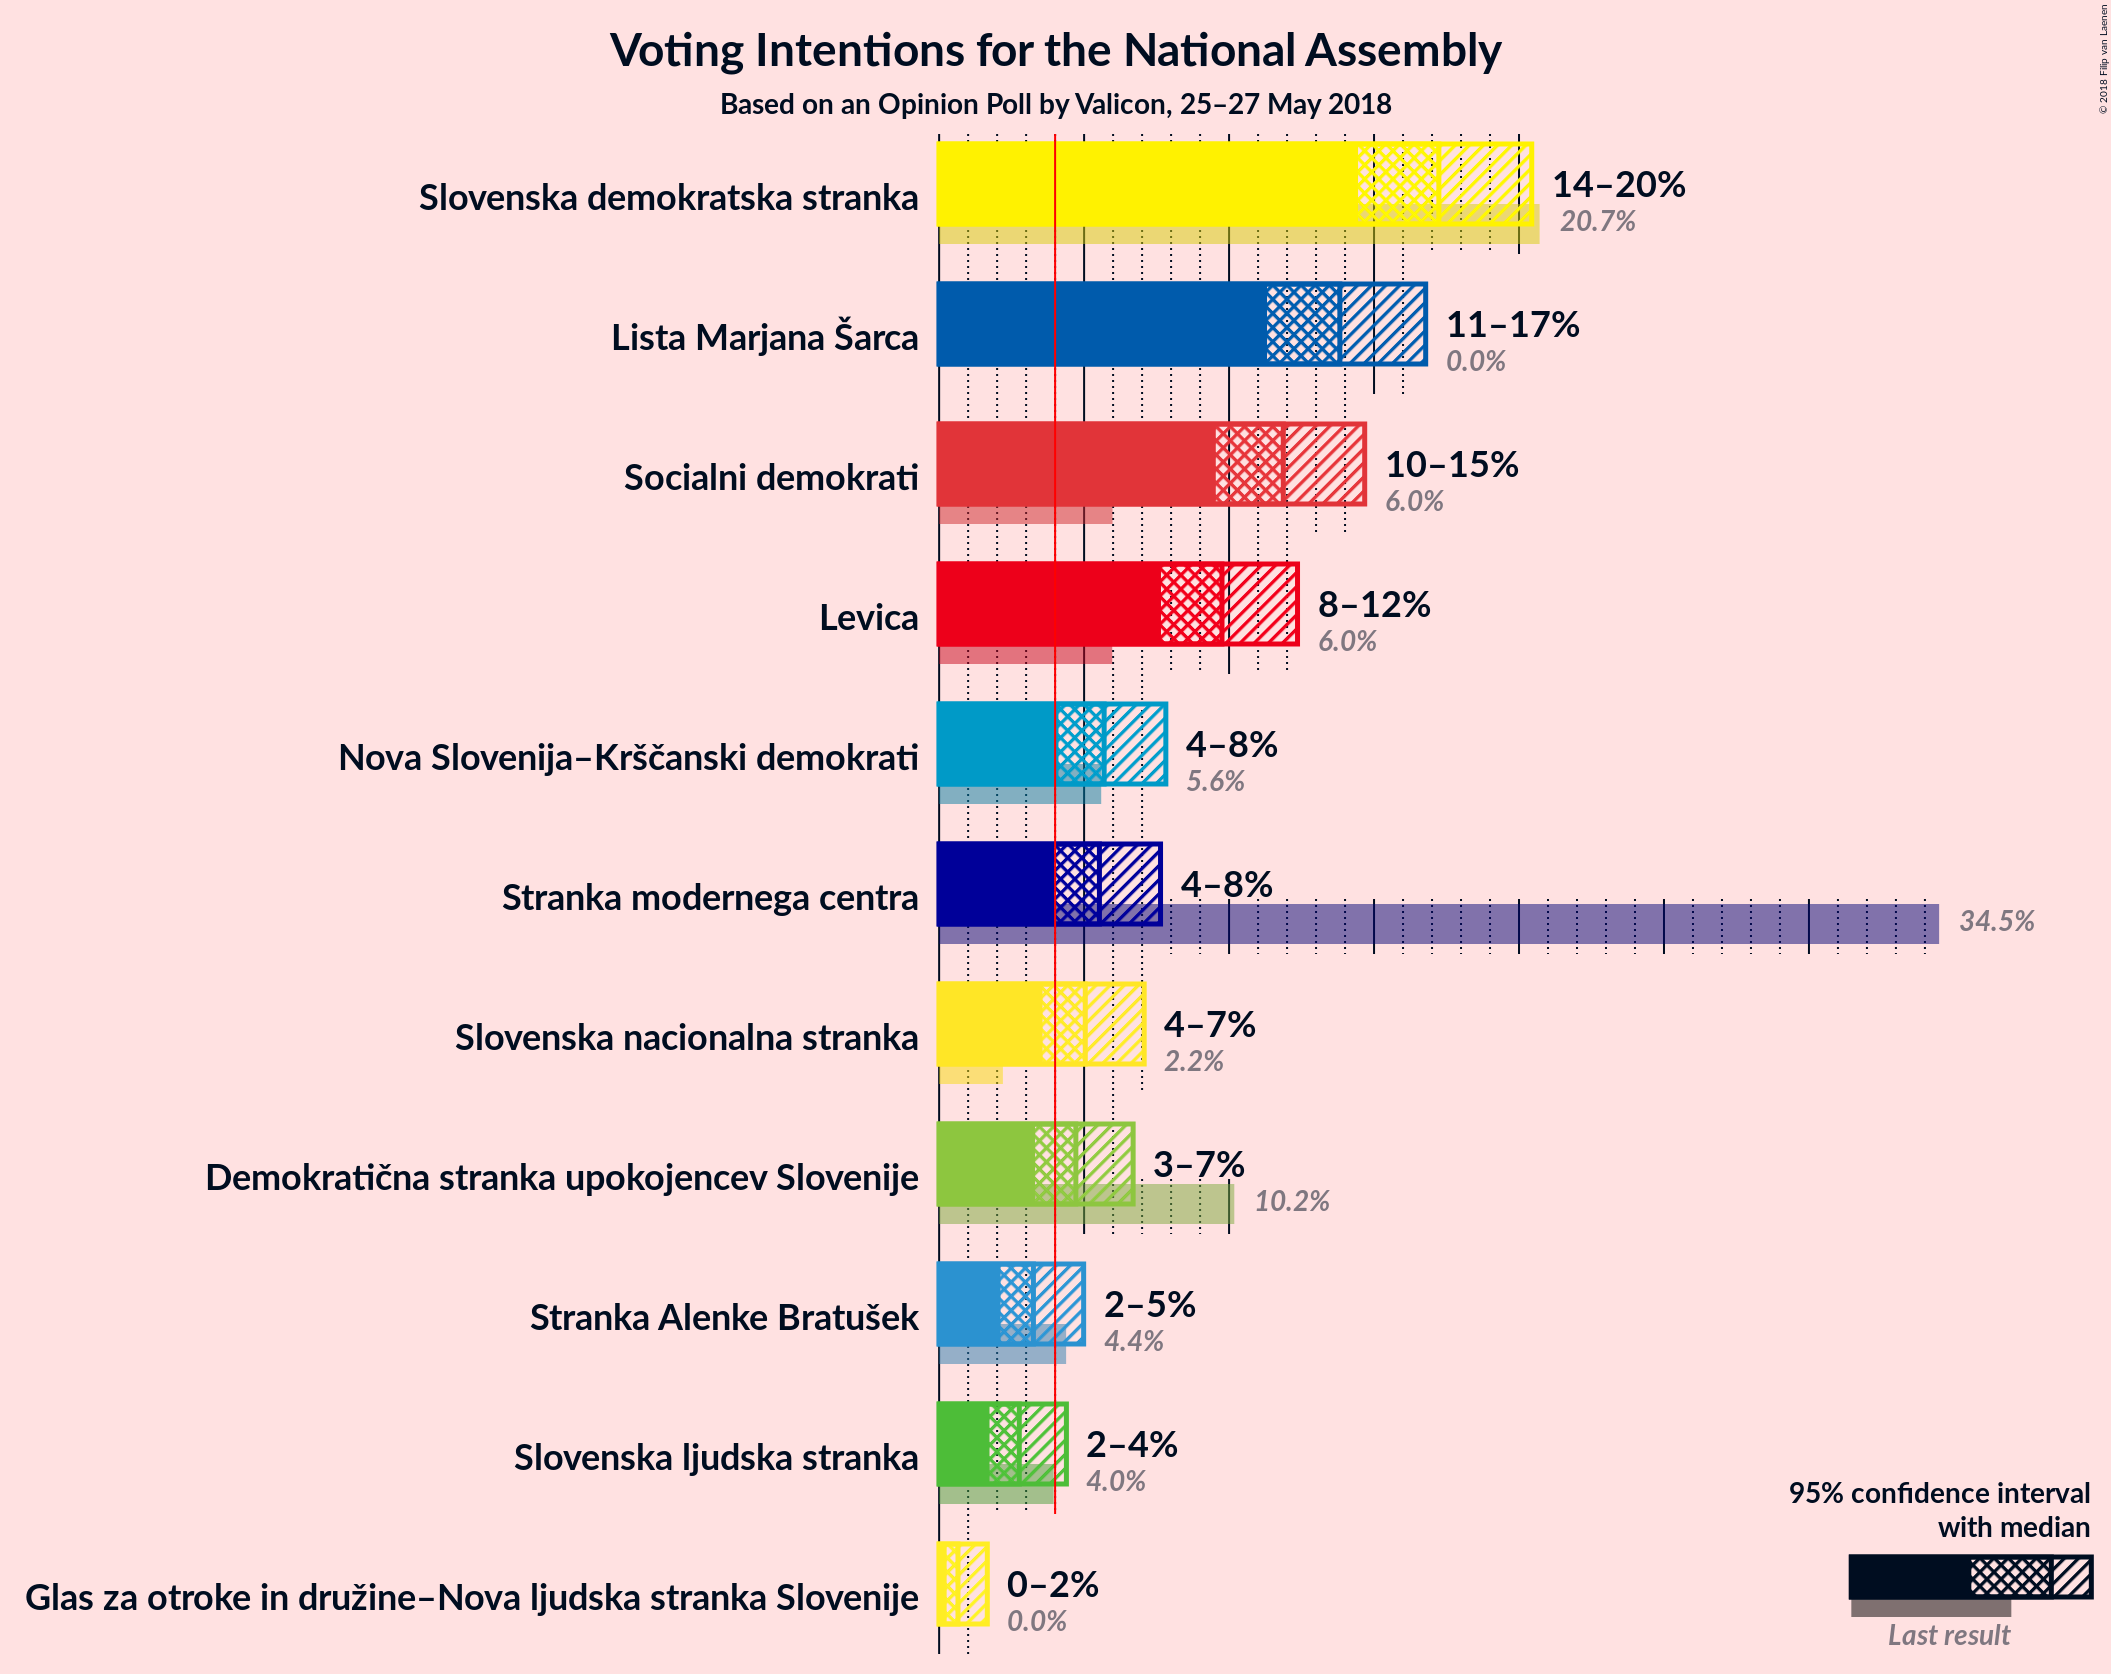 Voting Intentions for the National Assembly
Based on an Opinion Poll by Valicon, 25–27 May 2018
© 2018 Filip van Laenen
Slovenska demokratska stranka
14–20%
20.7%
Lista Marjana Šarca
11–17%
0.0%
Socialni demokrati
10–15%
6.0%
Levica
8–12%
6.0%
Nova Slovenija–Krščanski demokrati
4–8%
5.6%
Stranka modernega centra
4–8%
34.5%
Slovenska nacionalna stranka
4–7%
2.2%
Demokratična stranka upokojencev Slovenije
3–7%
10.2%
Stranka Alenke Bratušek
2–5%
4.4%
Slovenska ljudska stranka
2–4%
4.0%
Glas za otroke in družine–Nova ljudska stranka Slovenije
0–2%
0.0%
95% confidence interval
with median
Last result